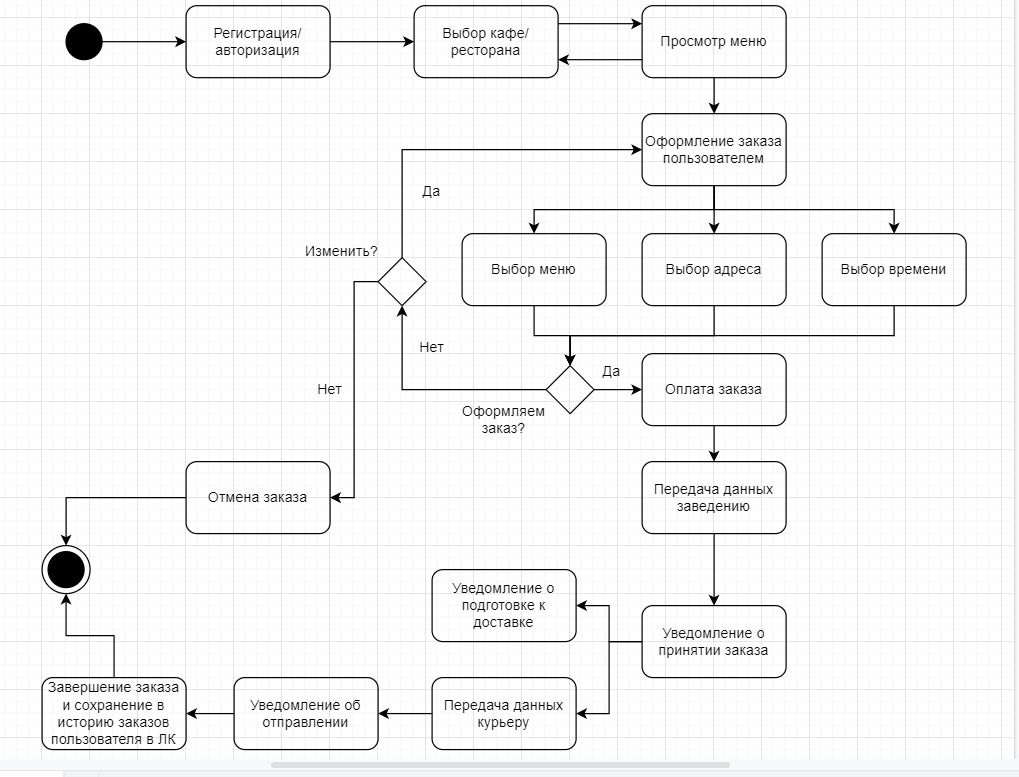 Регистрация/
авторизация
Выбор кафе/
ресторана
Просмотр меню
Оформление заказа
пользователем
Да
Изменить?
Выбор меню
Выбор адреса
Выбор времени
Нет
Да
Нет
Оплата заказа
Оформляем
заказ?
Отмена заказа
Передача данных
заведению
Уведомление о
подготовке к
доставке
Уведомление о
принятии заказа
Завершение заказа
и сохранение в
историю заказов
пользователя в ЛК
Уведомление об
отправлении
Передача данных
курьеру